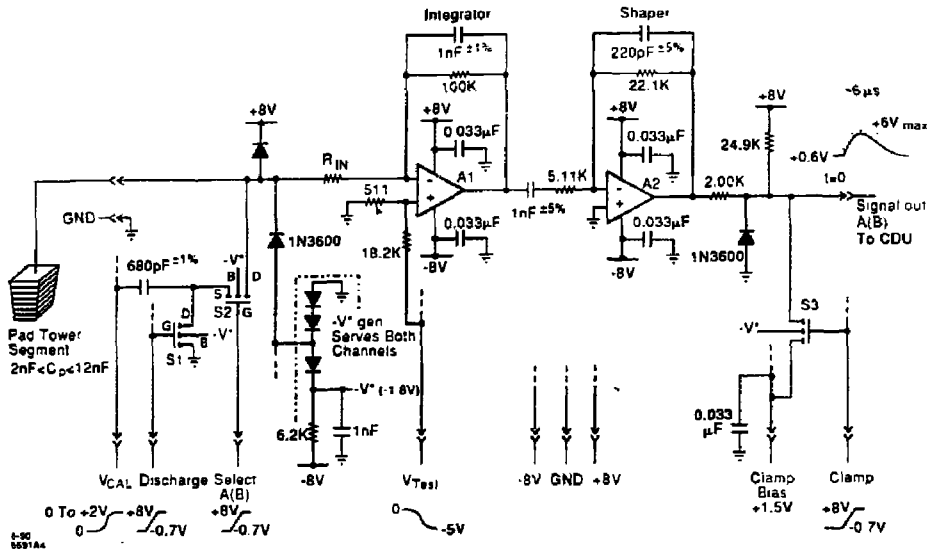 Integrator
1nF ±1%
100K
Shaper
220pF ±5%
22.1K
+8V
+8V
0.033μF
+8V
0.033μF
+8V
~6μs
+6V max
+0.6V
24.9K
t=0
RIN
A1
5.11K
A2
2.00K
511
1nF ±5%
Signal out
A(B)
To CDU
GND
18.2K
0.033μF
0.033μF
1N3600
-8V
-8V
1N3600
680pF ±1%
-V"
B
D
S
S2
G
D
G
B
-V"
S1
Pad Tower
Segment
2nF<Cp<12nF
-V" gen
Serves Both
Channels
-V" (-1.8V)
6.2K
1nF
-8V
S3
-V"
G
0.033
μF
VCAL Discharge Select
A(B)
VTest
-8V GND +8V
Clamp
Bias
+1.5V
Clamp
0 To +2V
0
+8V
-0.7V
+8V
-0.7V
0
-5V
+8V
-0.7V
6-90
6691A4